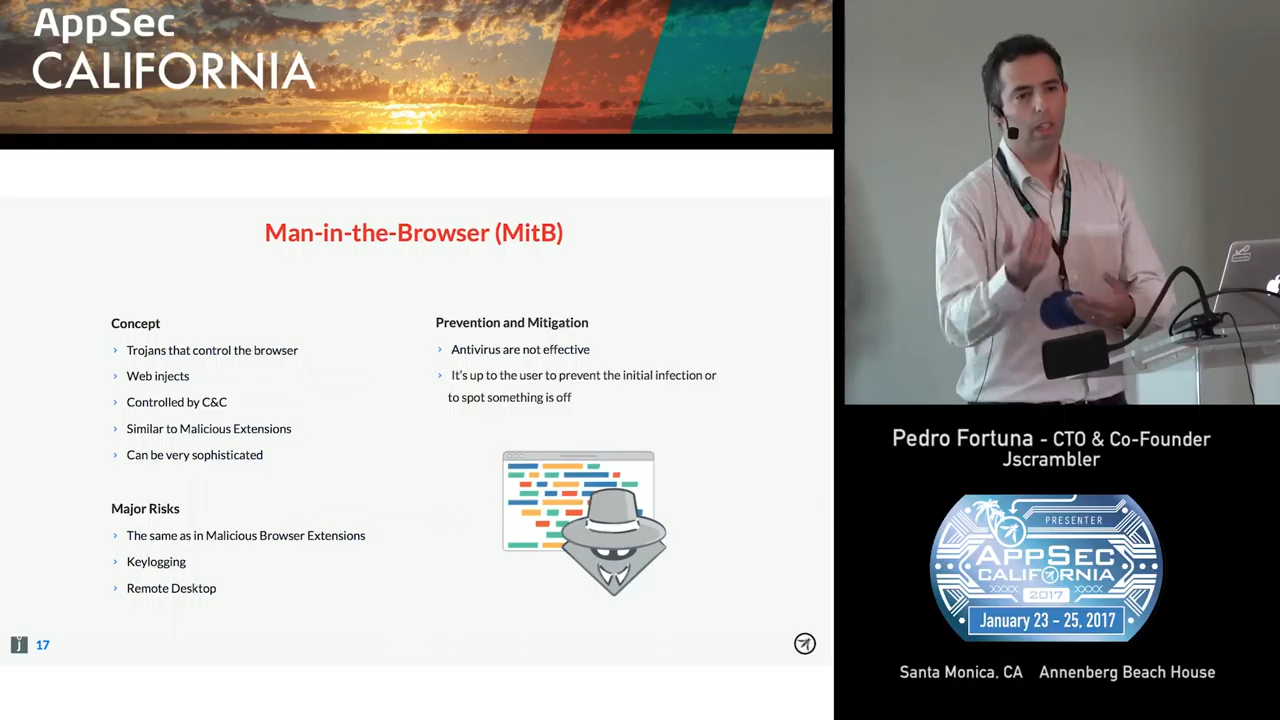 AppSec
CALIFORNIA
Man-in-the-Browser (MitB)
Concept
Trojans that control the browser
Web injects
Controlled by C&C
Similar to Malicious Extensions
Can be very sophisticated
Major Risks
The same as in Malicious Browser Extensions
Keylogging
Remote Desktop
Prevention and Mitigation
Antivirus are not effective
It's up to the user to prevent the initial infection or
to spot something is off
j 17
Pedro Fortuna - CTO & Co-Founder
Jscrambler
PRESENTER
APPSEC
CALIFORNIA
2017
January 23 - 25, 2017
Santa Monica, CA Annenberg Beach House